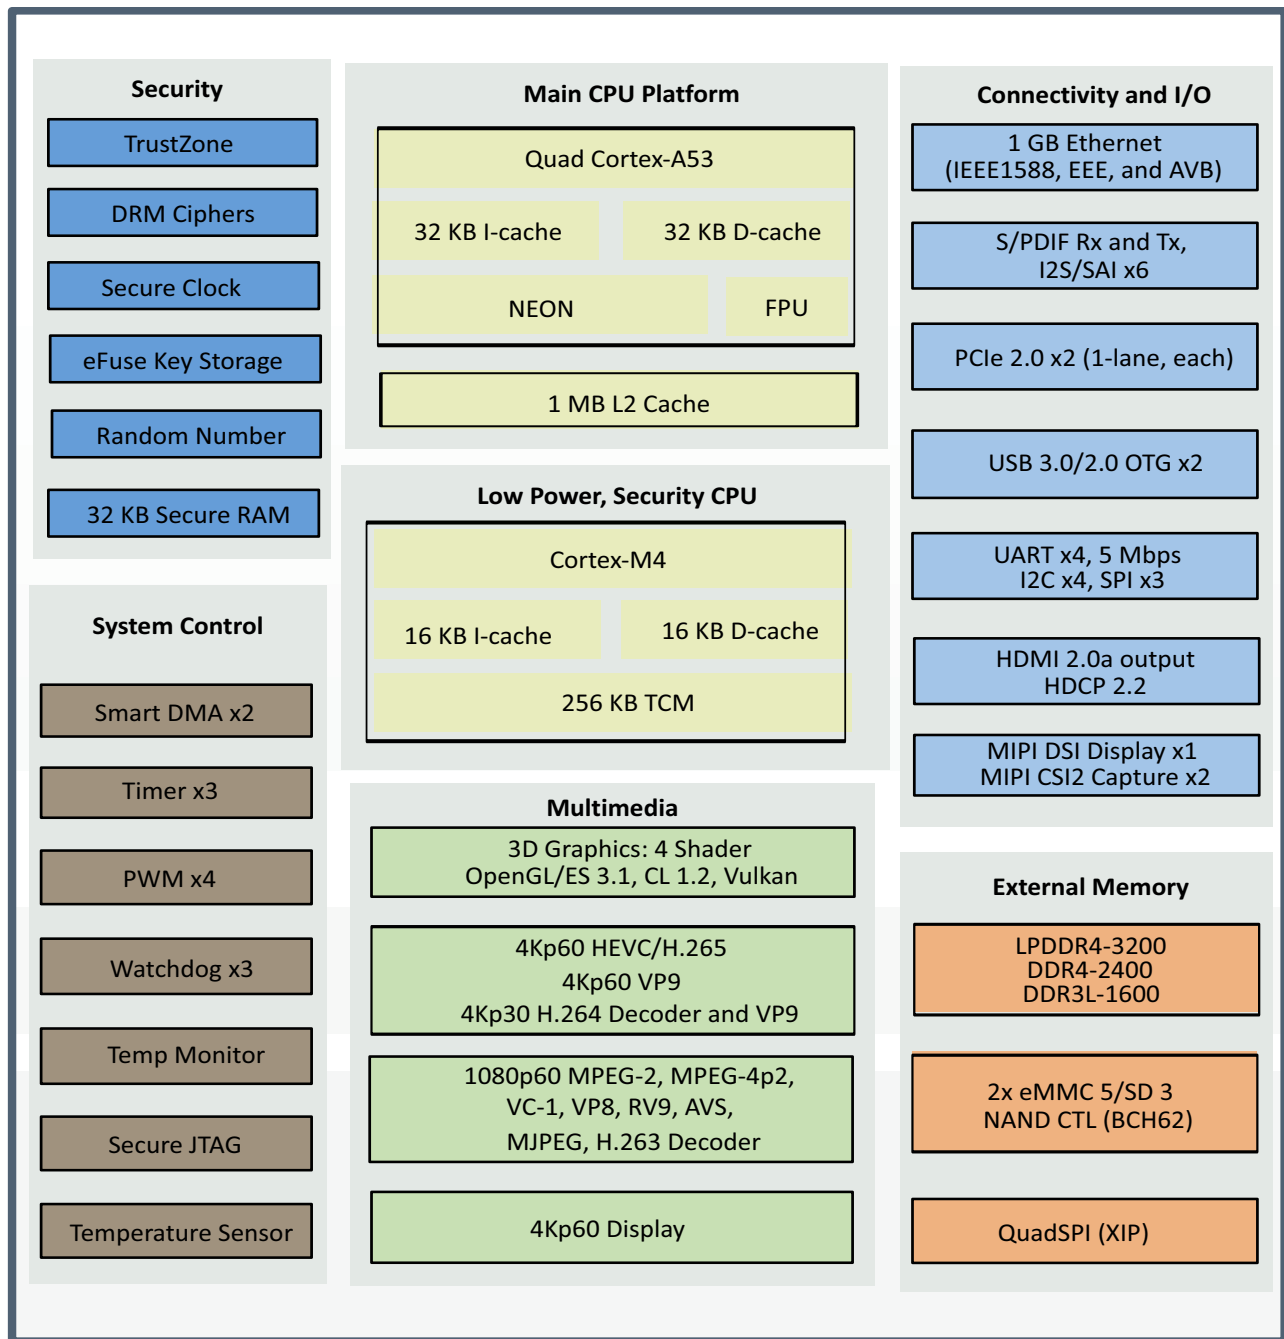 Security
TrustZone
DRM Ciphers
Secure Clock
eFuse Key Storage
Random Number
32 KB Secure RAM
System Control
Smart DMA x2
Timer x3
PWM x4
Watchdog x3
Temp Monitor
Secure JTAG
Temperature Sensor
Main CPU Platform
Quad Cortex-A53
32 KB I-cache
32 KB D-cache
NEON
FPU
1 MB L2 Cache
Low Power, Security CPU
Cortex-M4
16 KB I-cache
16 KB D-cache
256 KB TCM
Multimedia
3D Graphics: 4 Shader
OpenGL/ES 3.1, CL 1.2, Vulkan
4Kp60 HEVC/H.265
4Kp60 VP9
4Kp30 H.264 Decoder and VP9
1080p60 MPEG-2, MPEG-4p2,
VC-1, VP8, RV9, AVS,
MJPEG, H.263 Decoder
4Kp60 Display
Connectivity and I/O
1 GB Ethernet
(IEEE1588, EEE, and AVB)
S/PDIF Rx and Tx,
I2S/SAI x6
PCIe 2.0 x2 (1-lane, each)
USB 3.0/2.0 OTG x2
UART x4, 5 Mbps
I2C x4, SPI x3
HDMI 2.0a output
HDCP 2.2
MIPI DSI Display x1
MIPI CSI2 Capture x2
External Memory
LPDDR4-3200
DDR4-2400
DDR3L-1600
2x eMMC 5/SD 3
NAND CTL (BCH62)
QuadSPI (XIP)